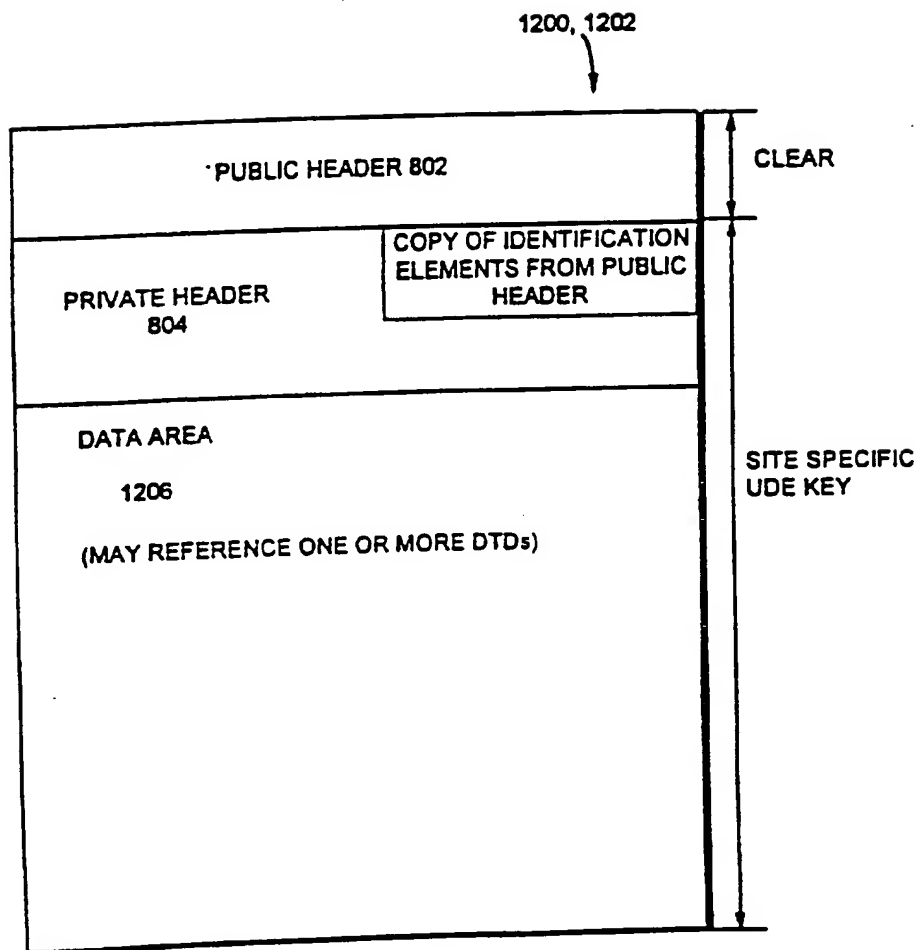 1200, 1202
PUBLIC HEADER 802
CLEAR
COPY OF IDENTIFICATION
ELEMENTS FROM PUBLIC
HEADER
PRIVATE HEADER
804
DATA AREA
1206
(MAY REFERENCE ONE OR MORE DTDs)
SITE SPECIFIC
UDE KEY